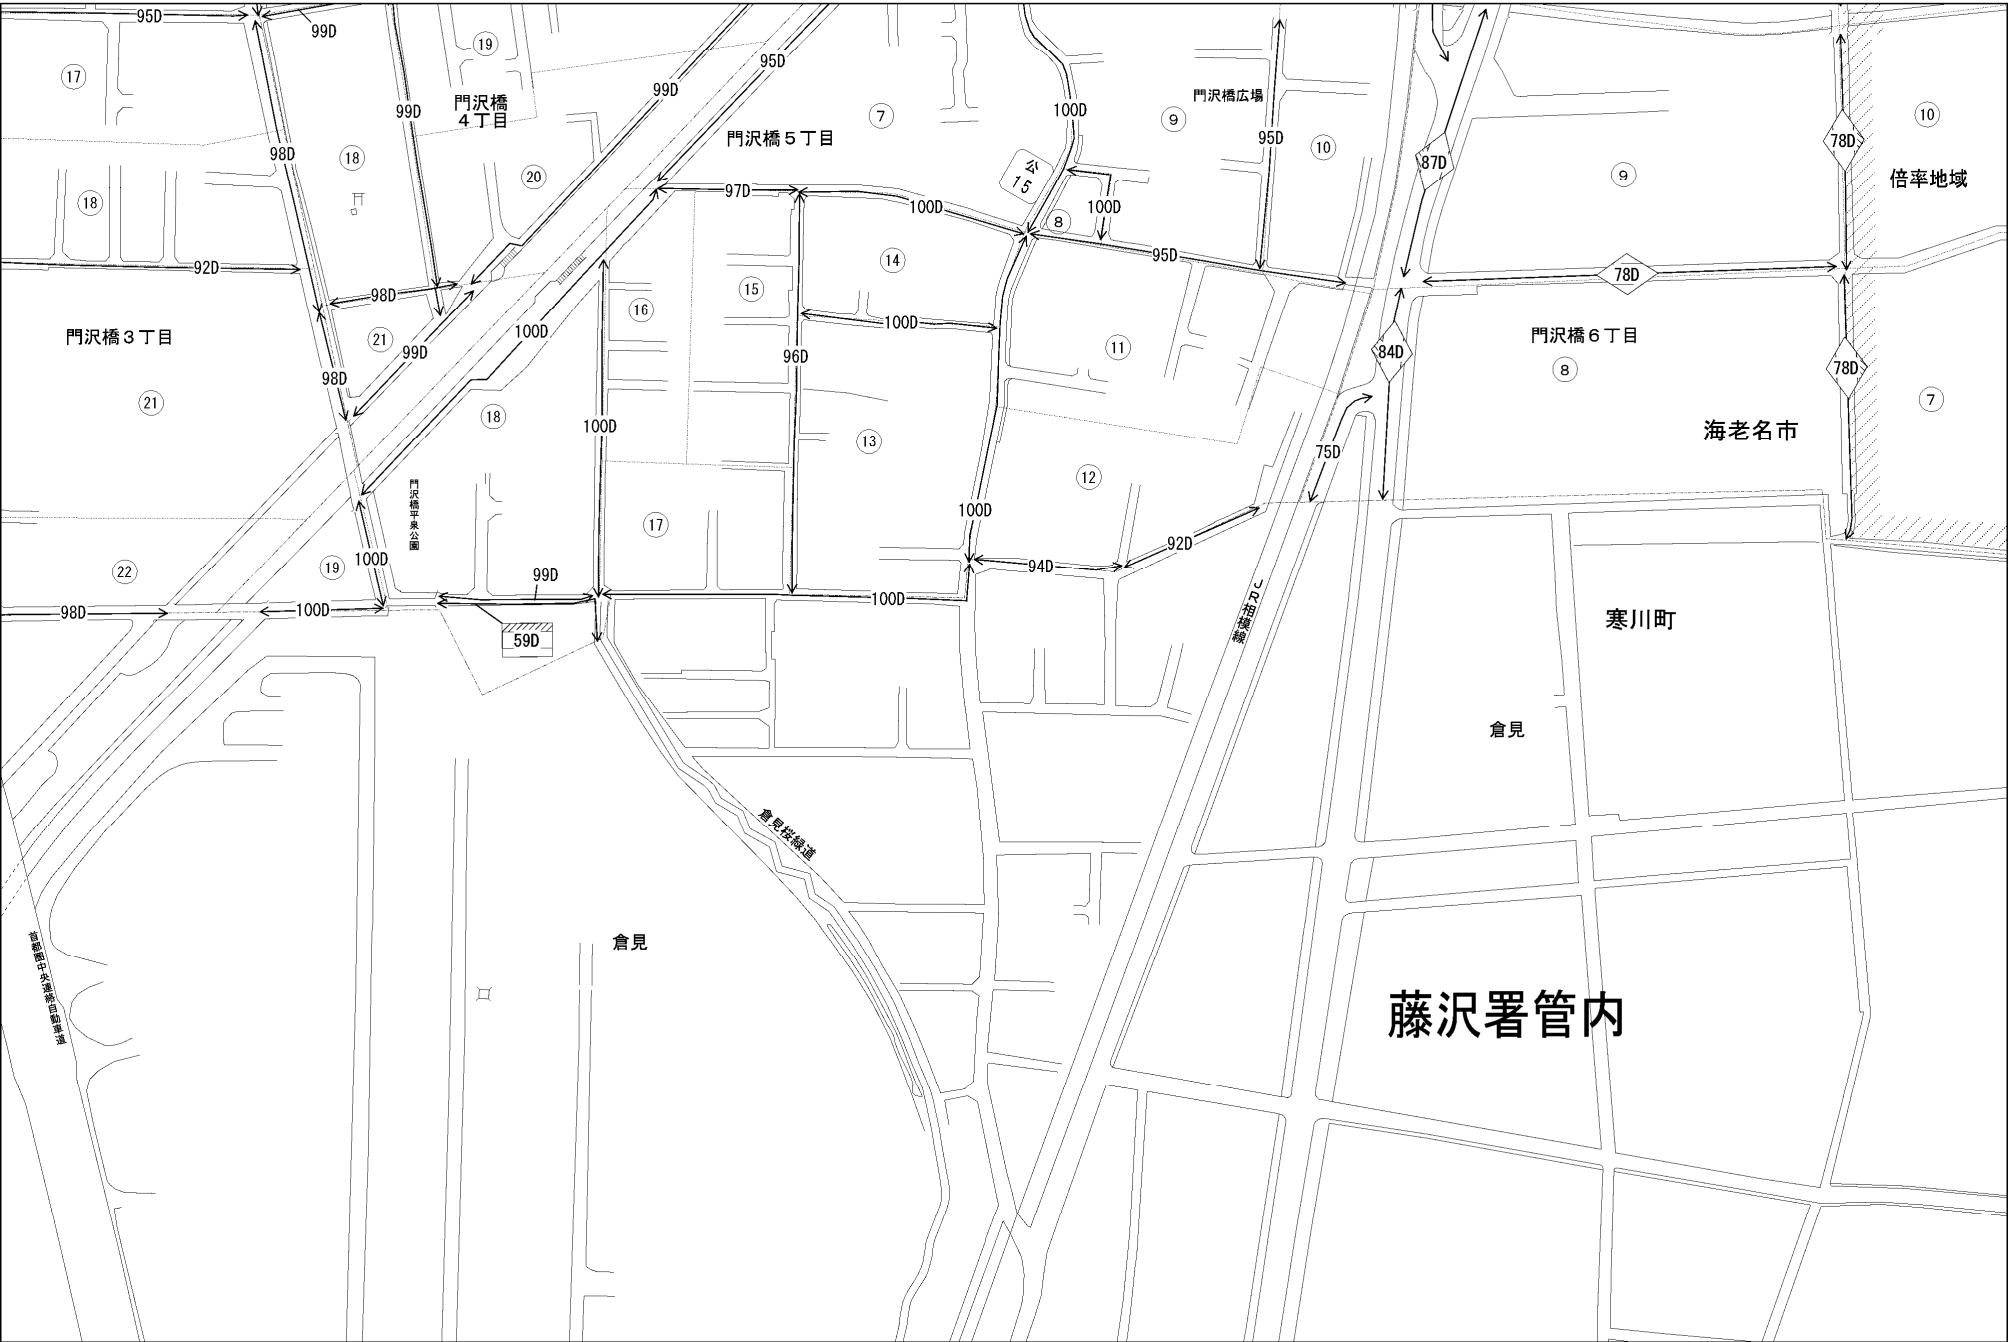 95D
99D
19
95D
99D
17
門沢橋
4丁目
99D
98D
18
20
18
92D
98D
門沢橋5丁目
7
100D
門沢橋広場
9
95D
10
公
15
8
100D
97D
100D
95D
87D
78D
10
倍率地域
9
78D
14
15
16
100D
96D
100D
門沢橋3丁目
21
21
99D
98D
100D
18
100D
11
84D
門沢橋6丁目
8
78D
7
海老名市
13
75D
12
門沢橋平泉公園
17
100D
100D
19
22
98D
100D
99D
59D
100D
94D
92D
JR相模線
寒川町
倉見
倉見桜緑道
倉見
首都圏中央連絡自動車道
藤沢署管内